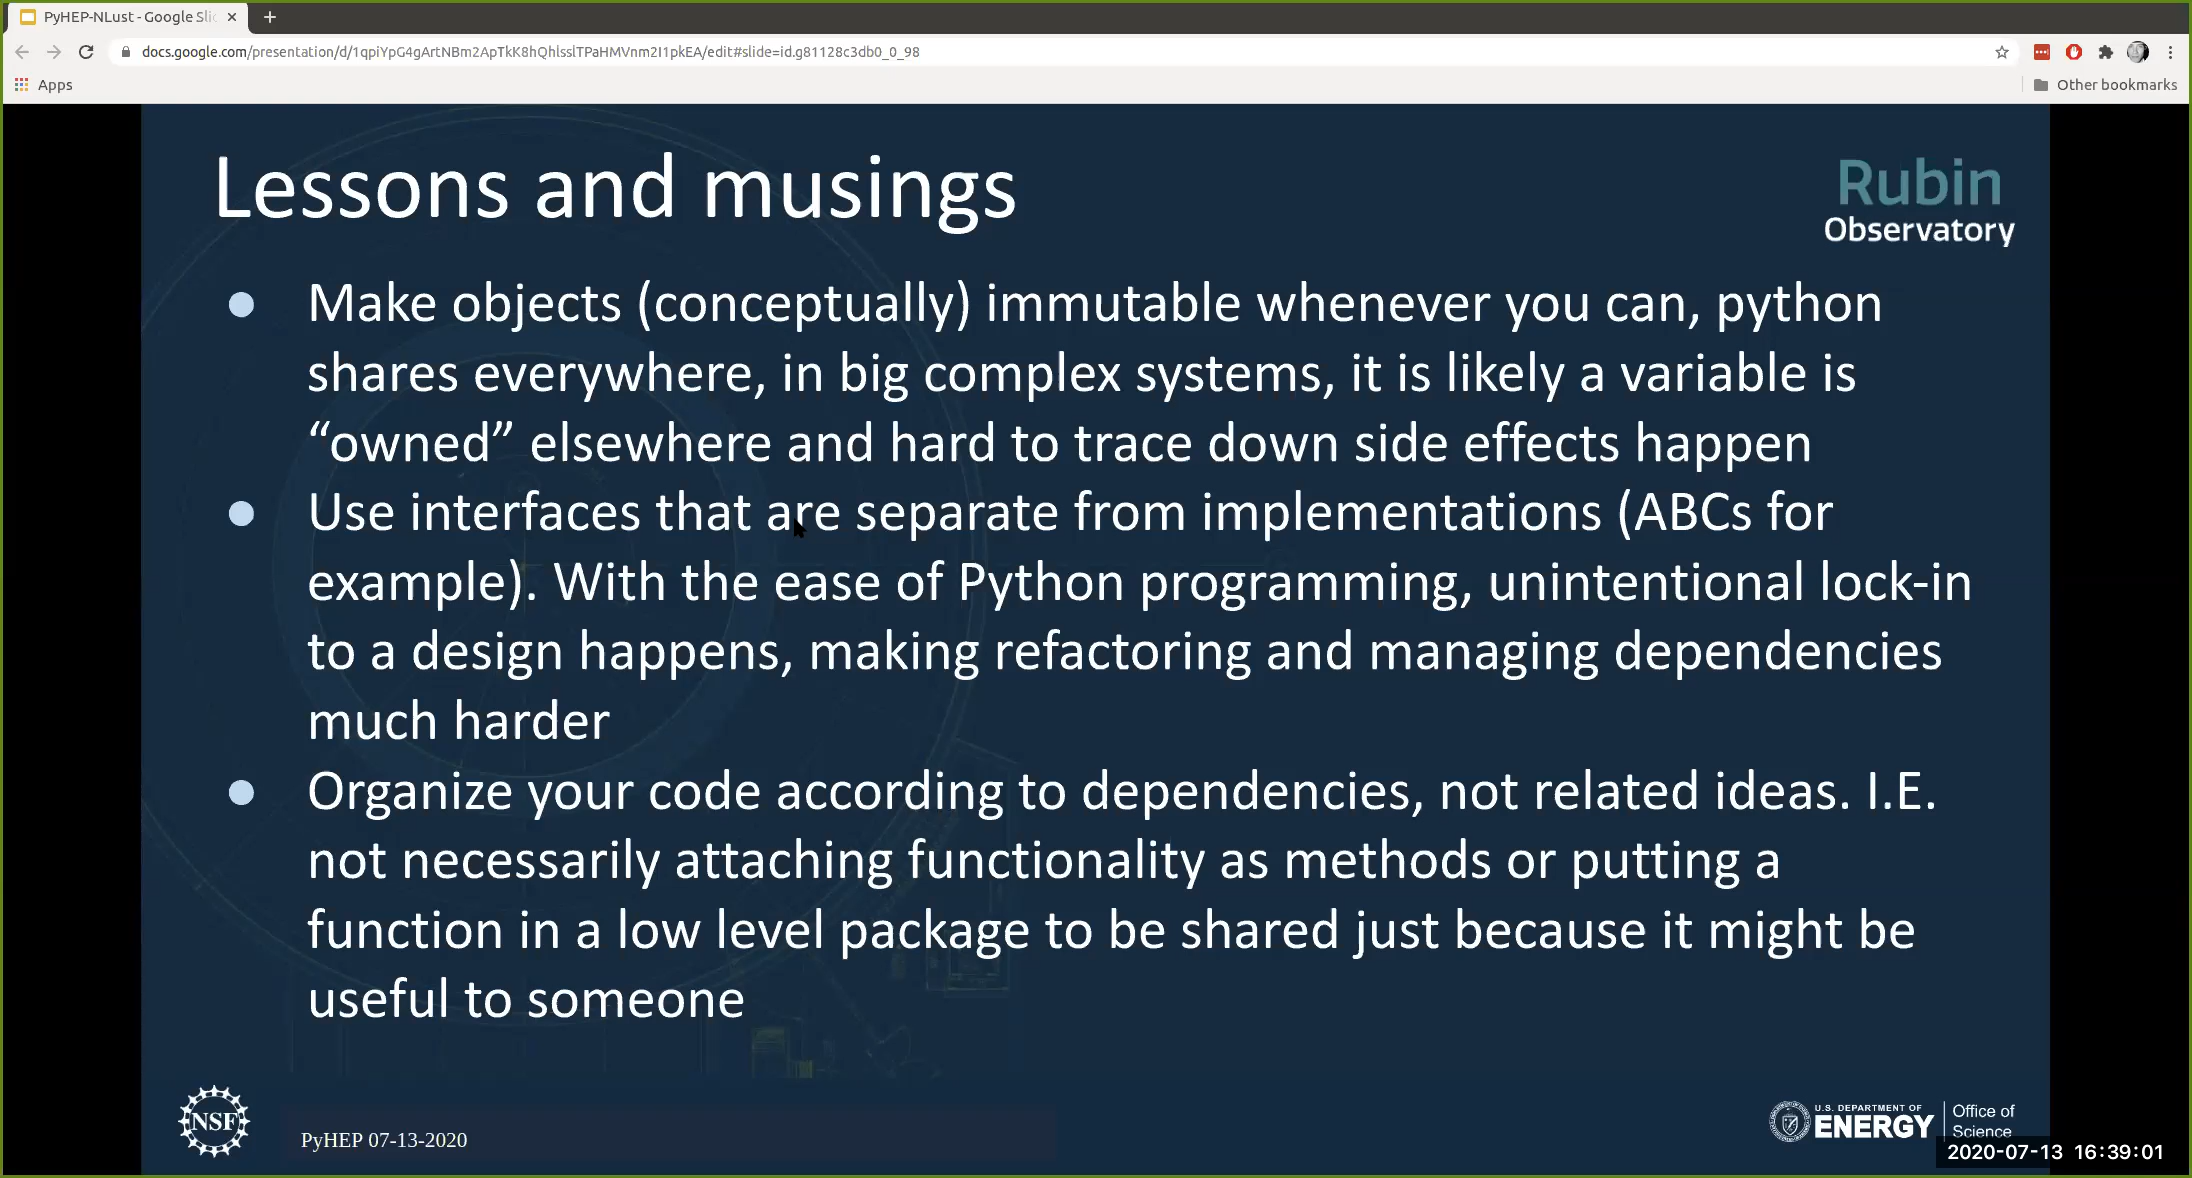 PyHEP-NLust - Google Slic
docs.google.com/presentation/d/1qpiYpG4gArtNBm2ApTkK8hQhlsslTPaHMVnm2I1pkEA/edit#slide=id.g81128c3db0_0_98
Apps
Other bookmarks
Lessons and musings
Rubin
Observatory
● Make objects (conceptually) immutable whenever you can, python
shares everywhere, in big complex systems, it is likely a variable is
“owned” elsewhere and hard to trace down side effects happen
● Use interfaces that are separate from implementations (ABCs for
example). With the ease of Python programming, unintentional lock-in
to a design happens, making refactoring and managing dependencies
much harder
● Organize your code according to dependencies, not related ideas. I.E.
not necessarily attaching functionality as methods or putting a
function in a low level package to be shared just because it might be
useful to someone
NSF
PyHEP 07-13-2020
U.S. DEPARTMENT OF
ENERGY
Office of
Science
2020-07-13 16:39:01